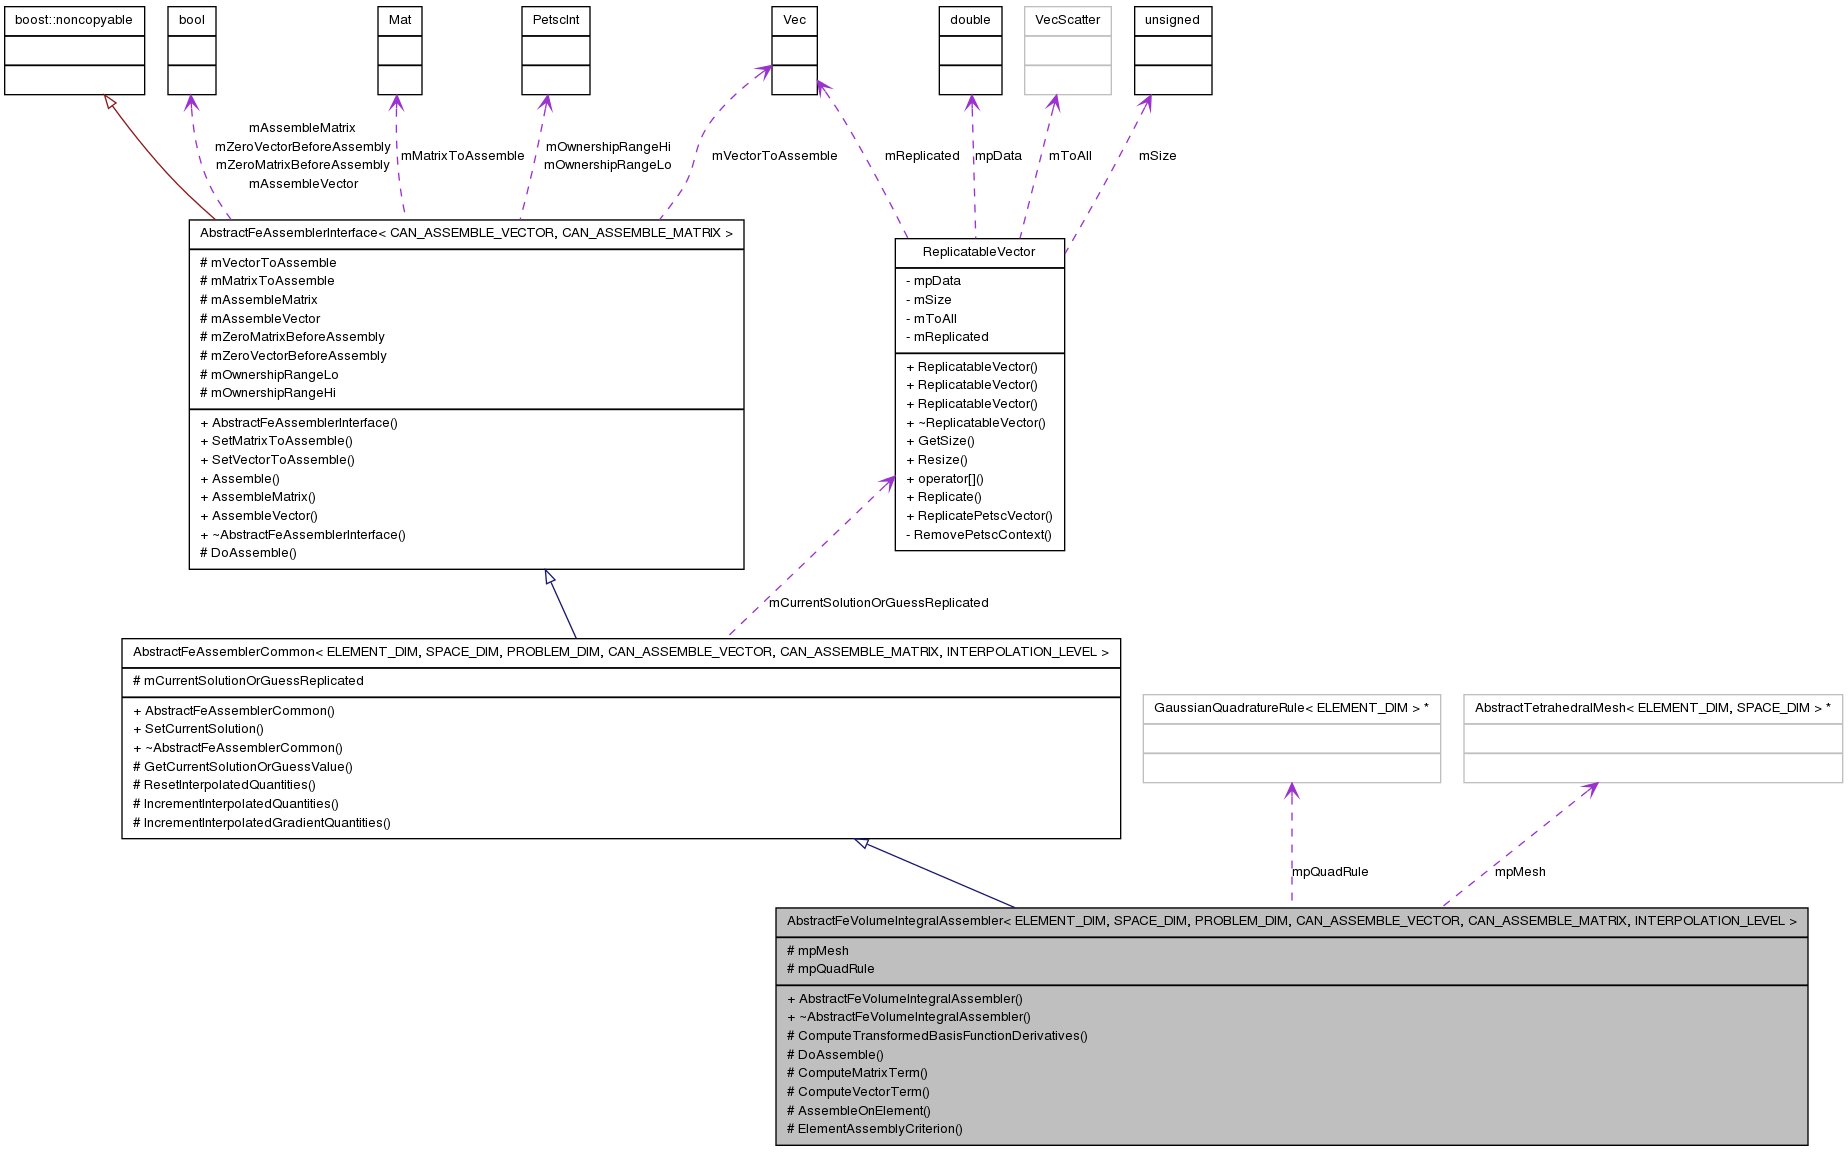 boost::noncopyable
bool
Mat
PetscInt
Vec
double
VecScatter
unsigned
mAssembleMatrix
mZeroVectorBeforeAssembly
mZeroMatrixBeforeAssembly
mAssembleVector
mMatrixToAssemble
mOwnershipRangeHi
mOwnershipRangeLo
mVectorToAssemble
mReplicated
mpData
mToAll
mSize
AbstractFeAssemblerInterface< CAN_ASSEMBLE_VECTOR, CAN_ASSEMBLE_MATRIX >
# mVectorToAssemble
# mMatrixToAssemble
# mAssembleMatrix
# mAssembleVector
# mZeroMatrixBeforeAssembly
# mZeroVectorBeforeAssembly
# mOwnershipRangeLo
# mOwnershipRangeHi
+ AbstractFeAssemblerInterface()
+ SetMatrixToAssemble()
+ SetVectorToAssemble()
+ Assemble()
+ AssembleMatrix()
+ AssembleVector()
+ ~AbstractFeAssemblerInterface()
# DoAssemble()
ReplicatableVector
- mpData
- mSize
- mToAll
- mReplicated
+ ReplicatableVector()
+ ReplicatableVector()
+ ReplicatableVector()
+ ~ReplicatableVector()
+ GetSize()
+ Resize()
+ operator[]()
+ Replicate()
+ ReplicatePetscVector()
- RemovePetscContext()
mCurrentSolutionOrGuessReplicated
AbstractFeAssemblerCommon< ELEMENT_DIM, SPACE_DIM, PROBLEM_DIM, CAN_ASSEMBLE_VECTOR, CAN_ASSEMBLE_MATRIX, INTERPOLATION_LEVEL >
# mCurrentSolutionOrGuessReplicated
+ AbstractFeAssemblerCommon()
+ SetCurrentSolution()
+ ~AbstractFeAssemblerCommon()
# GetCurrentSolutionOrGuessValue()
# ResetInterpolatedQuantities()
# IncrementInterpolatedQuantities()
# IncrementInterpolatedGradientQuantities()
GaussianQuadratureRule< ELEMENT_DIM > *
AbstractTetrahedralMesh< ELEMENT_DIM, SPACE_DIM > *
mpQuadRule
mpMesh
AbstractFeVolumeIntegralAssembler< ELEMENT_DIM, SPACE_DIM, PROBLEM_DIM, CAN_ASSEMBLE_VECTOR, CAN_ASSEMBLE_MATRIX, INTERPOLATION_LEVEL >
# mpMesh
# mpQuadRule
+ AbstractFeVolumeIntegralAssembler()
+ ~AbstractFeVolumeIntegralAssembler()
# ComputeTransformedBasisFunctionDerivatives()
# DoAssemble()
# ComputeMatrixTerm()
# ComputeVectorTerm()
# AssembleOnElement()
# ElementAssemblyCriterion()